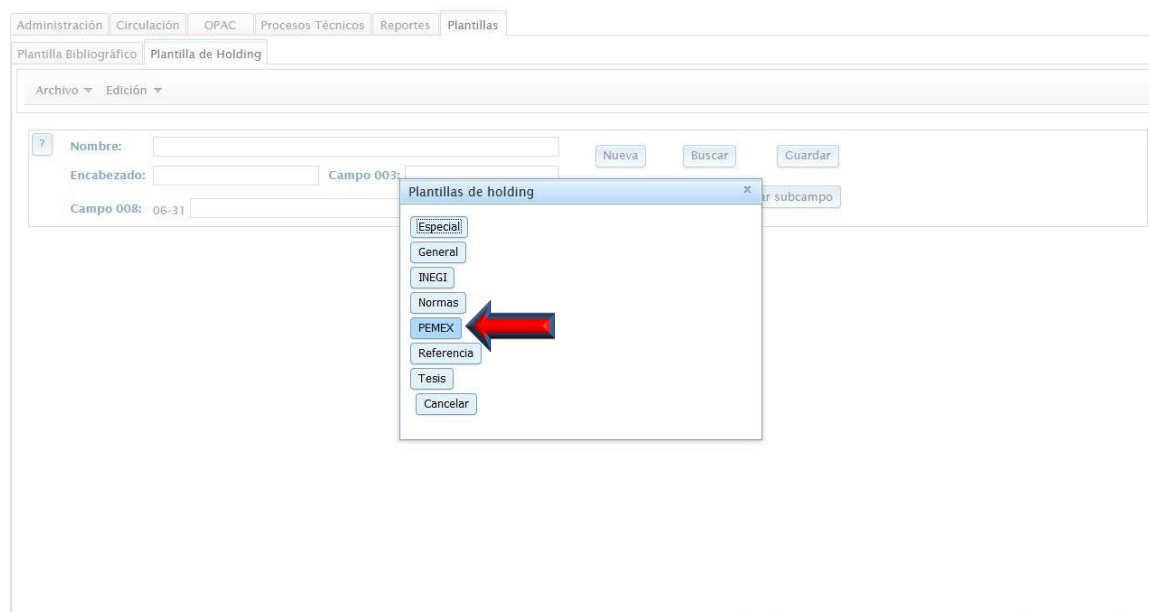 Administración Circulación OPAC Procesos Técnicos Reportes Plantillas
Plantilla Bibliográfico Plantilla de Holding
Archivo Edición
? Nombre: Nueva Buscar Guardar
Encabezado: Campo 003:
Campo 008: 06-31 subcampo
Plantillas de holding x
Especial
General
INEGI
Normas
PEMEX
Referencia
Tesis
Cancelar